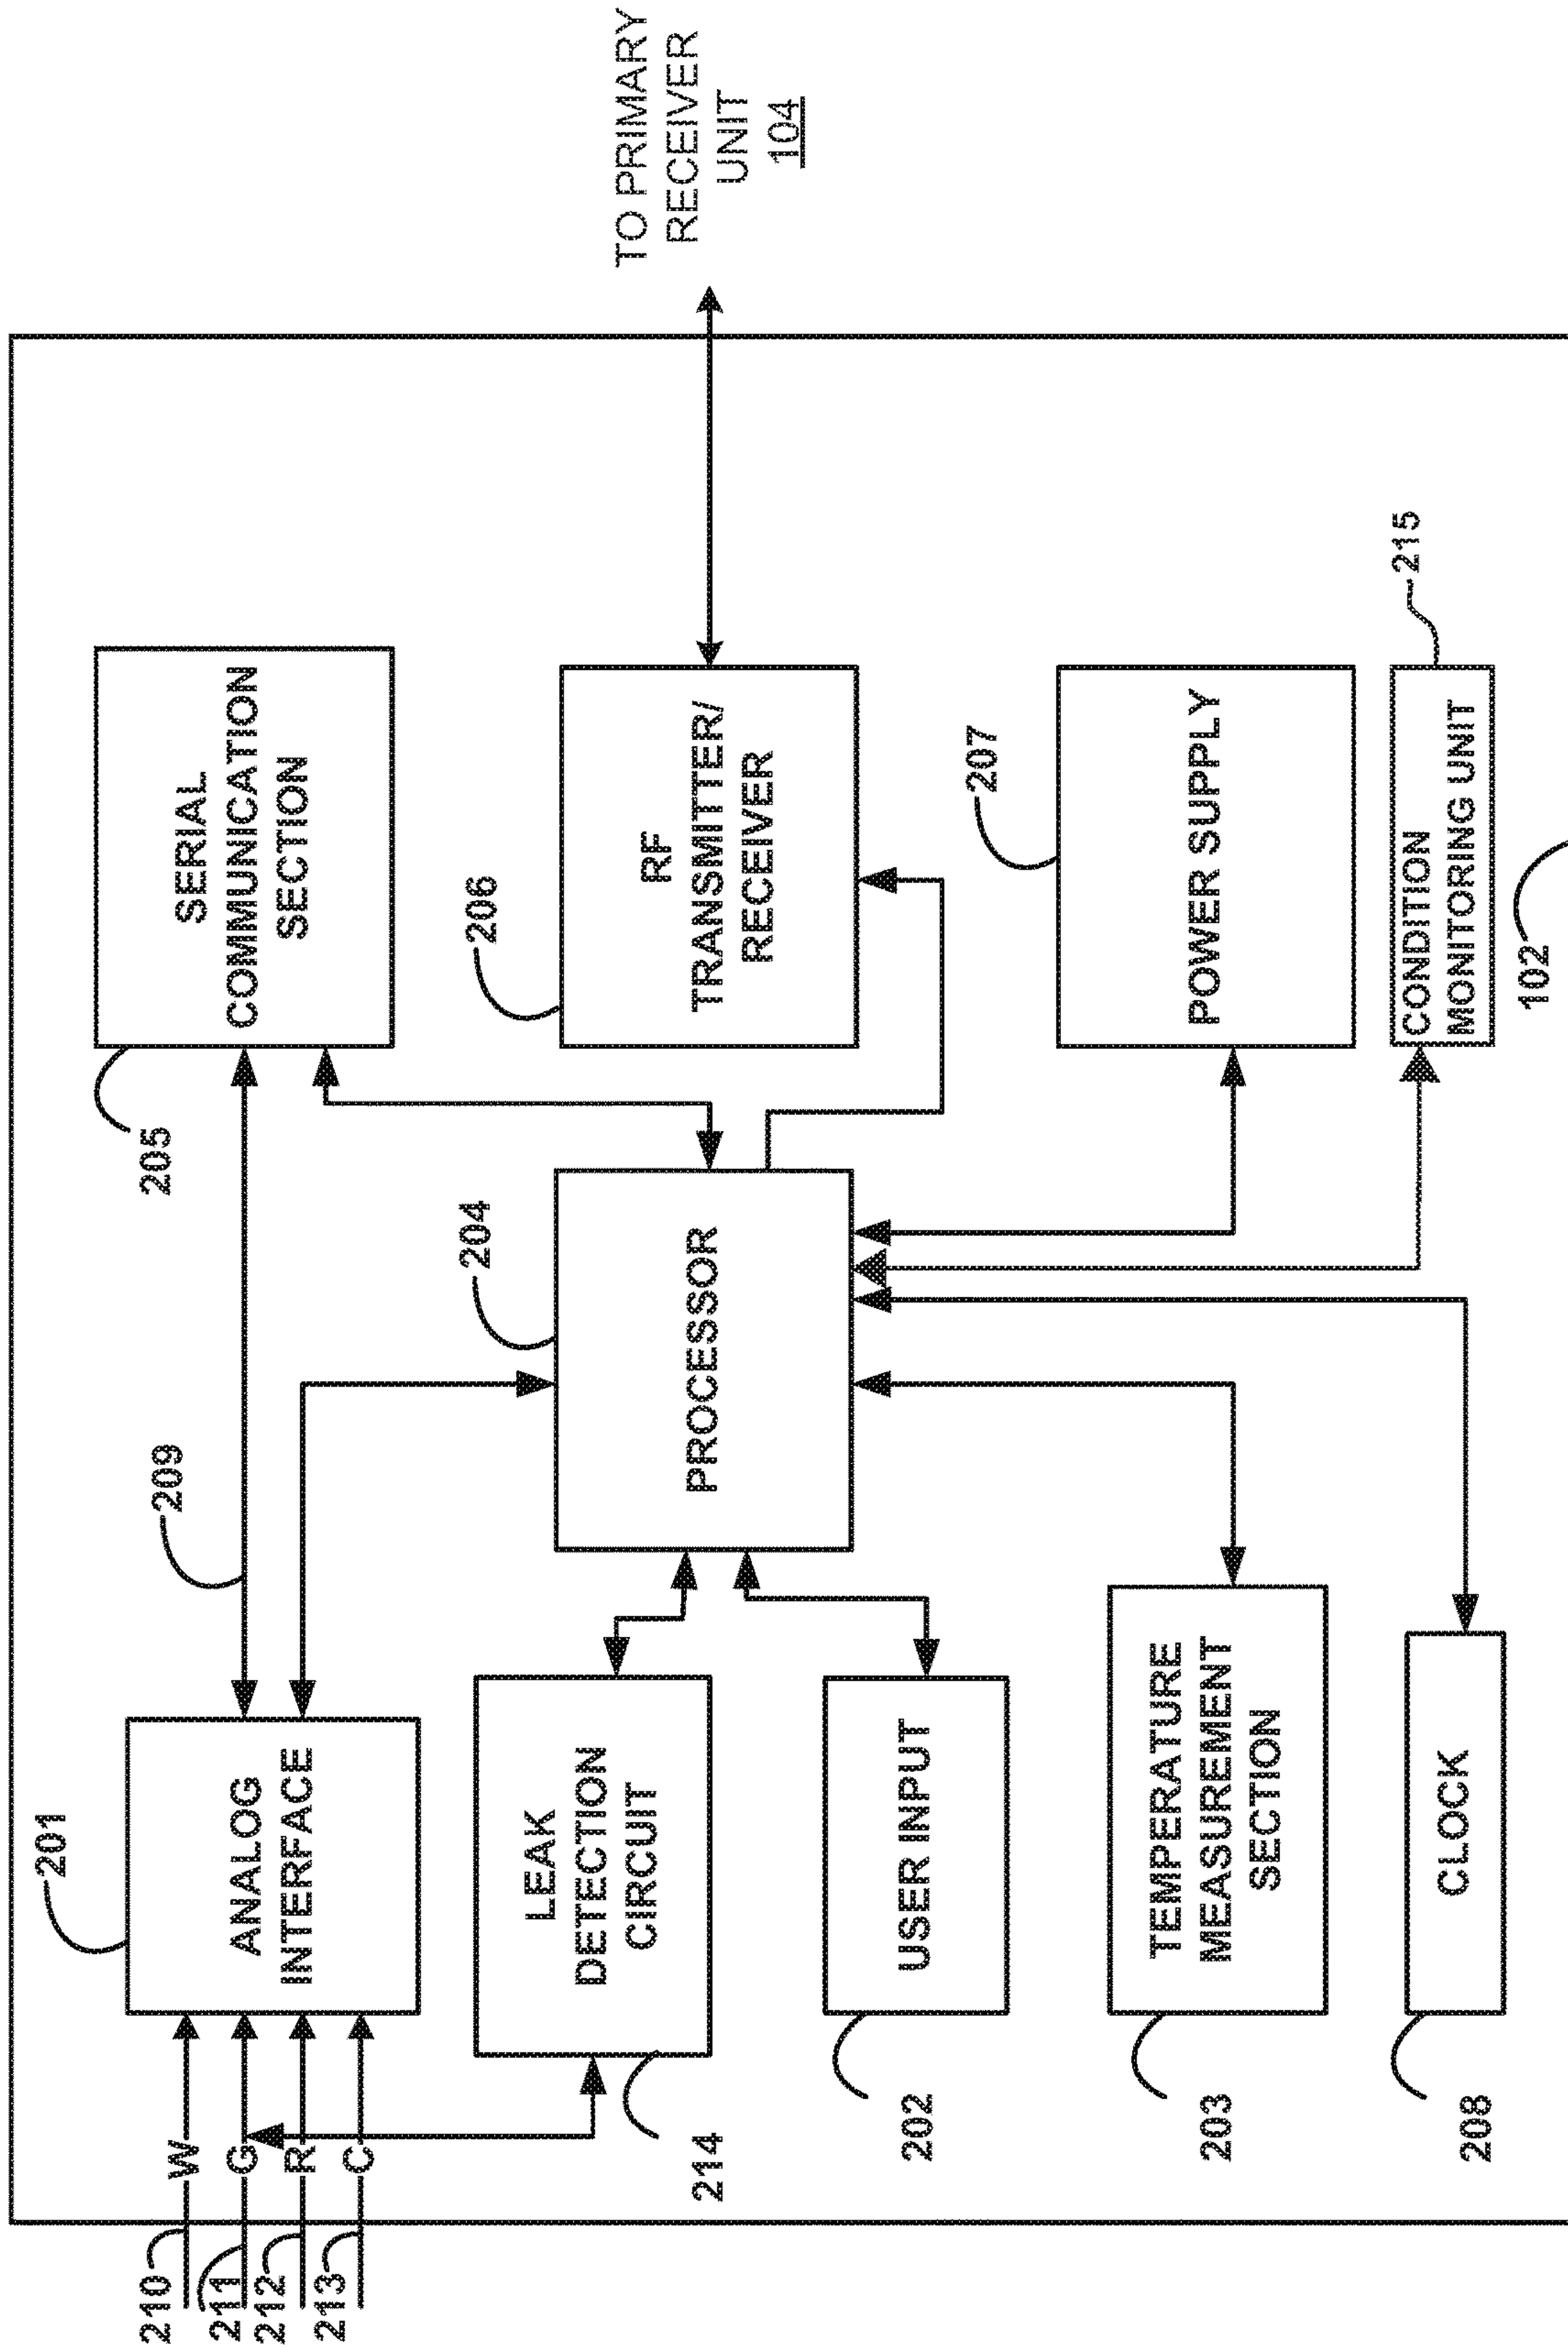 210
211
212
213
W
G
R
C
201
ANALOG
INTERFACE
209
205
SERIAL
COMMUNICATION
SECTION
214
LEAK
DETECTION
CIRCUIT
204
PROCESSOR
206
RF
TRANSMITTER/
RECEIVER
TO PRIMARY
RECEIVER
UNIT
104
202
USER INPUT
203
TEMPERATURE
MEASUREMENT
SECTION
207
POWER SUPPLY
208
CLOCK
CONDITION
MONITORING UNIT
215
102